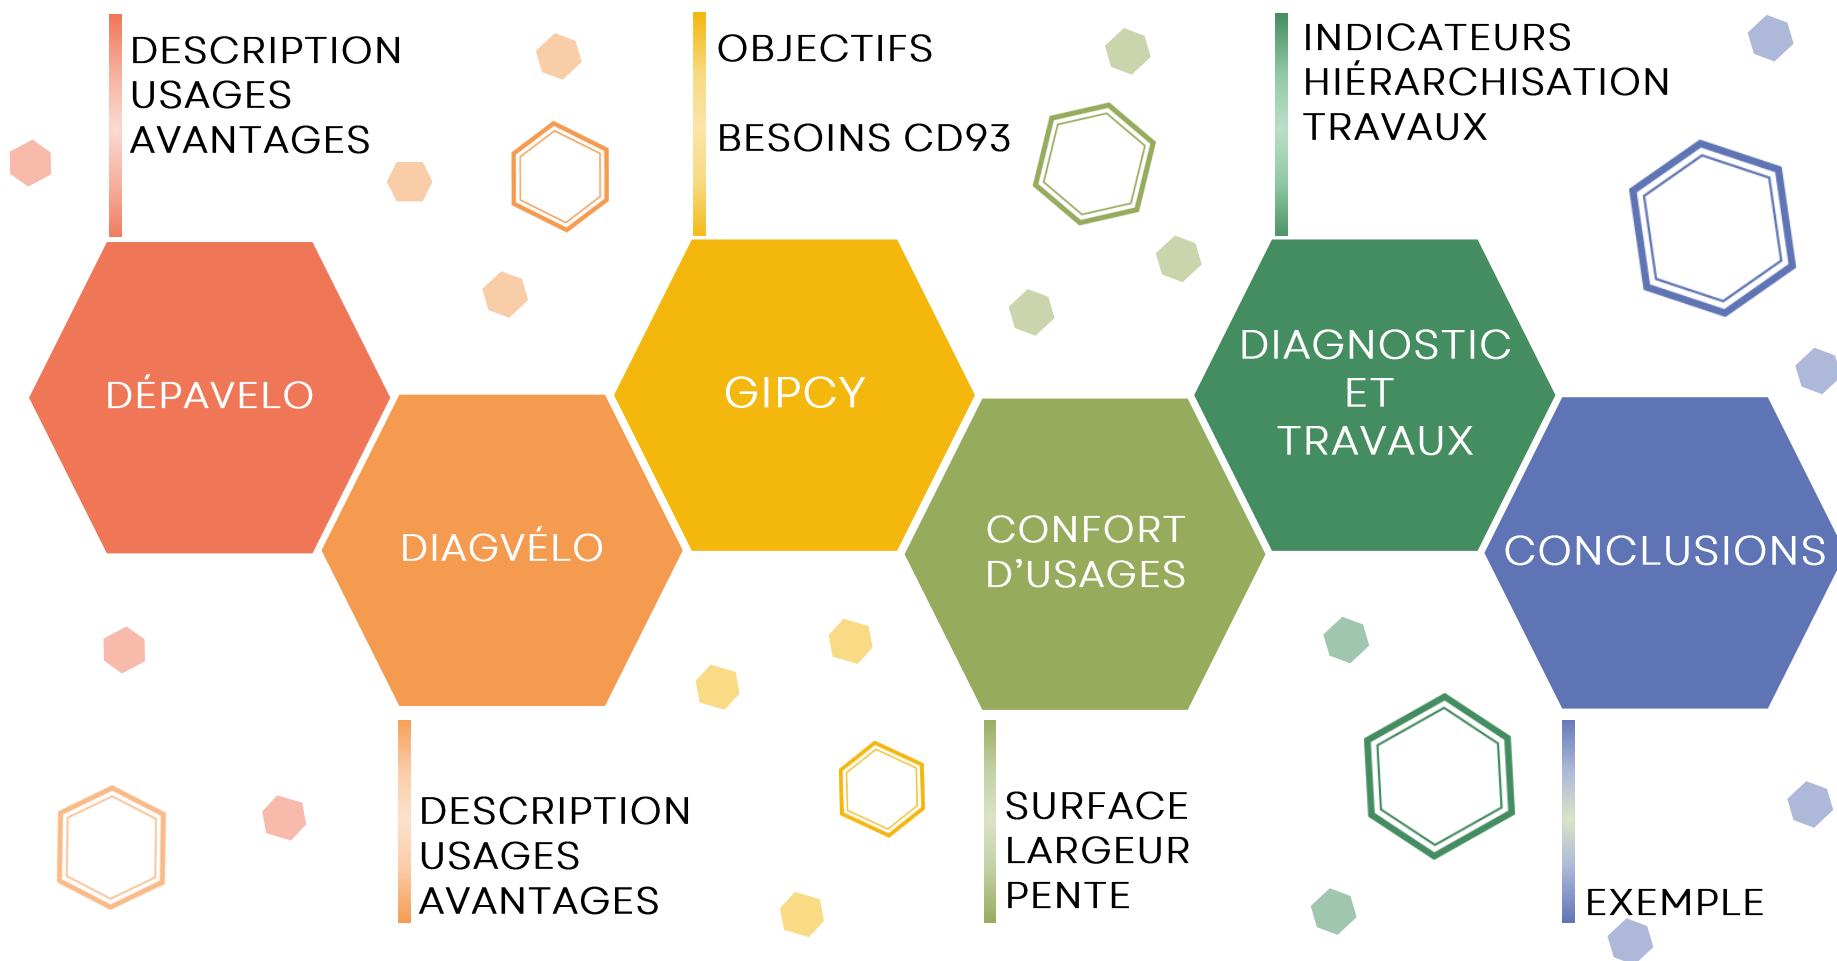 DESCRIPTION
USAGES
AVANTAGES
OBJECTIFS
BESOINS CD93
INDICATEURS
HIÉRARCHISATION
TRAVAUX
DÉPAVELO
DIAGVÉLO
GIPCY
CONFORT
D’USAGES
DIAGNOSTIC
ET
TRAVAUX
CONCLUSIONS
DESCRIPTION
USAGES
AVANTAGES
SURFACE
LARGEUR
PENTE
EXEMPLE